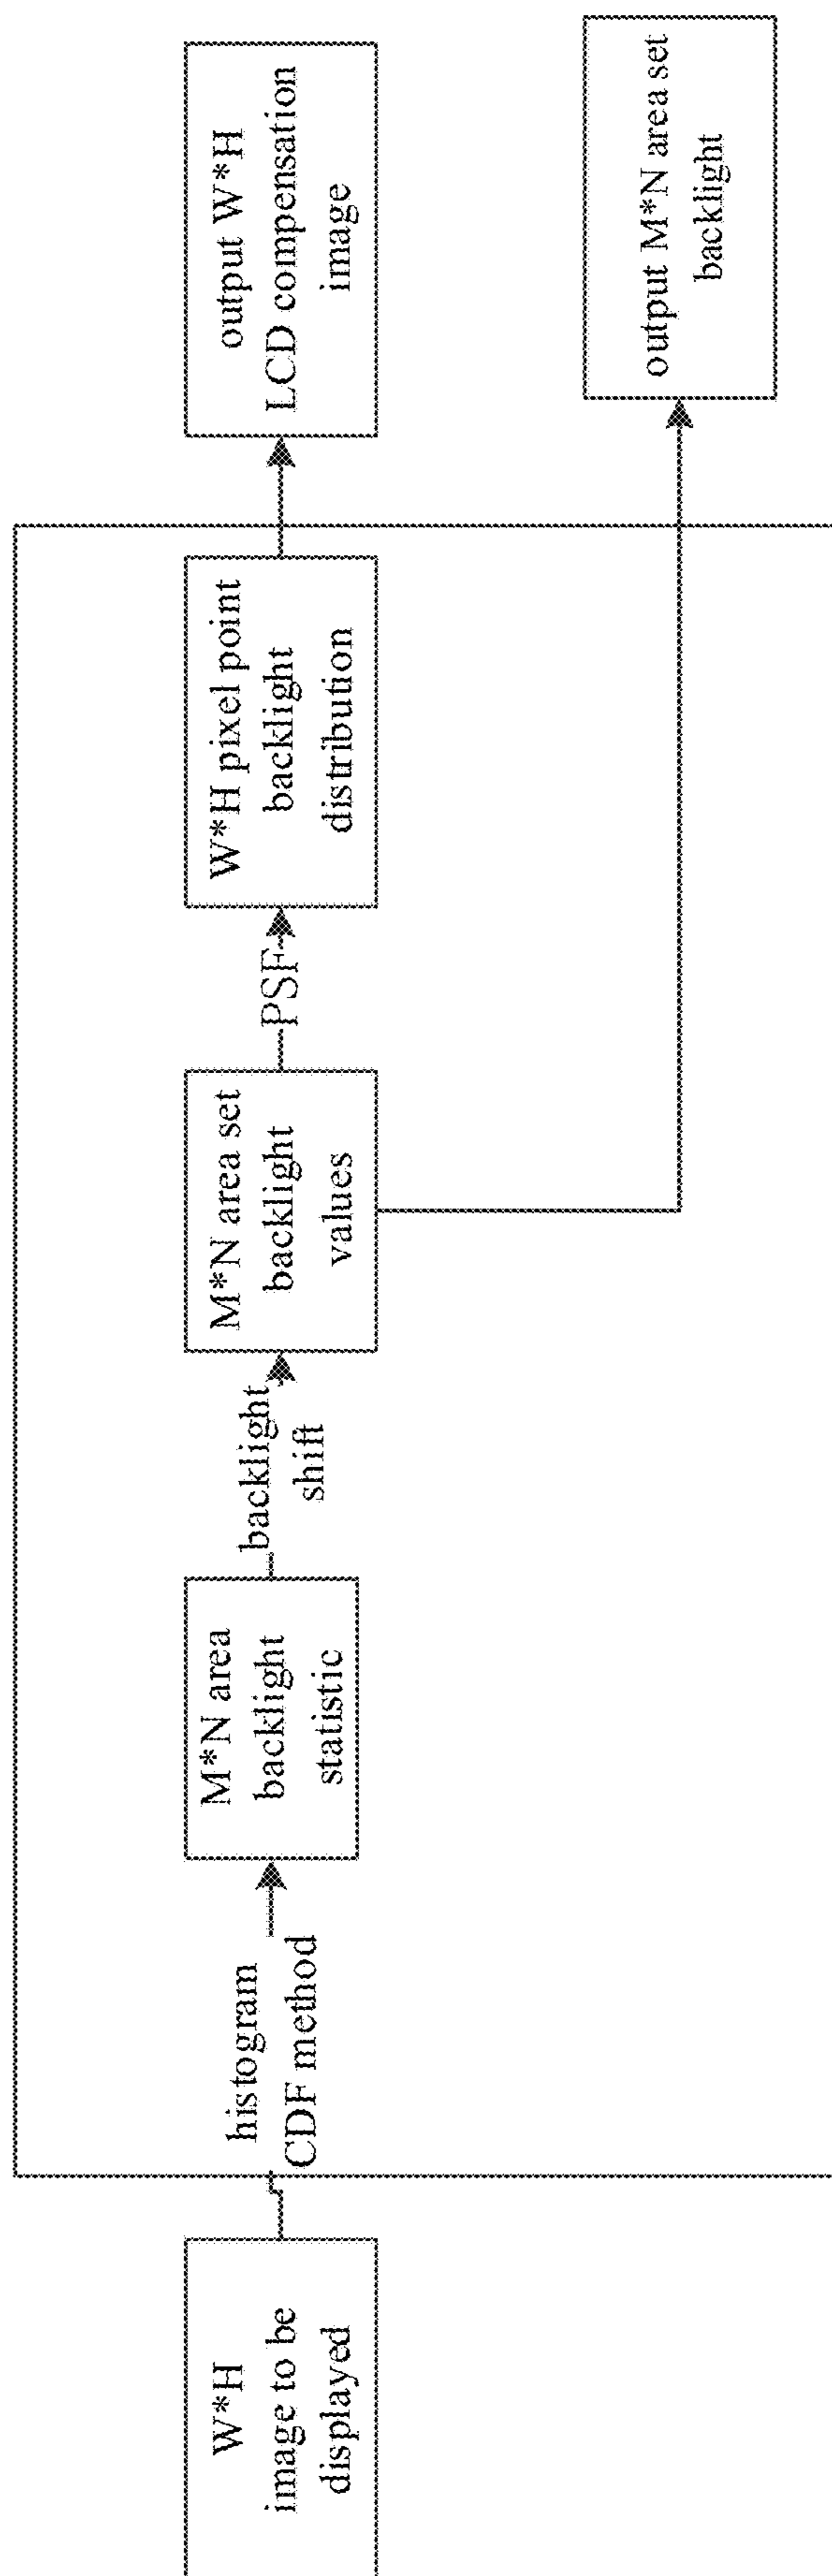 W*H
image to be
displayed
histogram
CDF method
M*N area
backlight
statistic
backlight
shift
M*N area set
backlight
values
PSF
W*H pixel point
backlight
distribution
output W*H
LCD compensation
image
output M*N area set
backlight